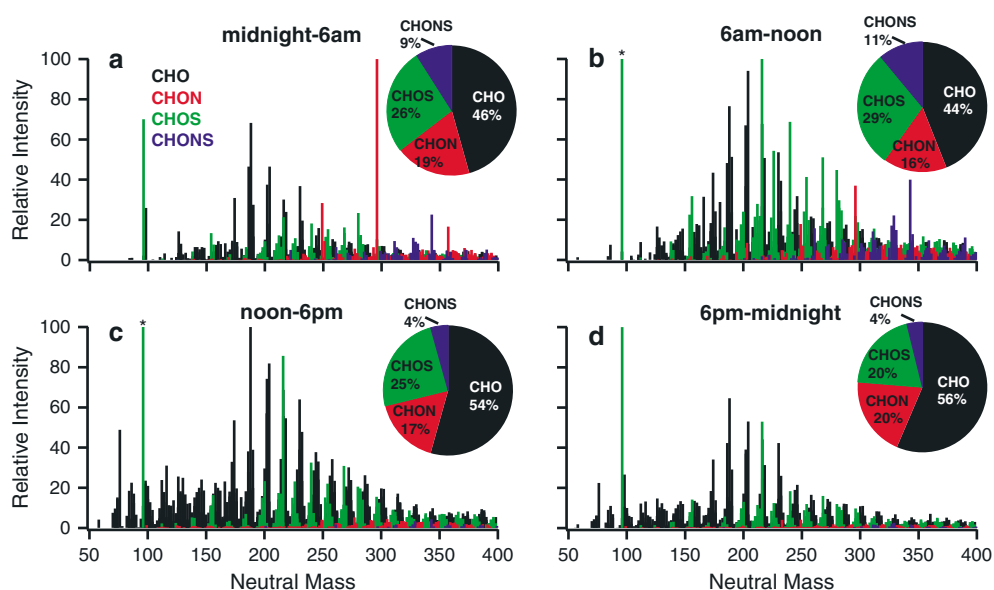 midnight-6am
a
CHO
CHON
CHOS
CHONS
CHONS
9%
CHOS
26%
CHO
46%
CHON
19%
Relative Intensity
100
80
60
40
20
0
6am-noon
b
*
CHONS
11%
CHOS
29%
CHO
44%
CHON
16%
noon-6pm
c
*
CHONS
4%
CHOS
25%
CHO
54%
CHON
17%
Relative Intensity
100
80
60
40
20
0
50 100 150 200 250 300 350 400
Neutral Mass
6pm-midnight
d
CHONS
4%
CHOS
20%
CHO
56%
CHON
20%
50 100 150 200 250 300 350 400
Neutral Mass